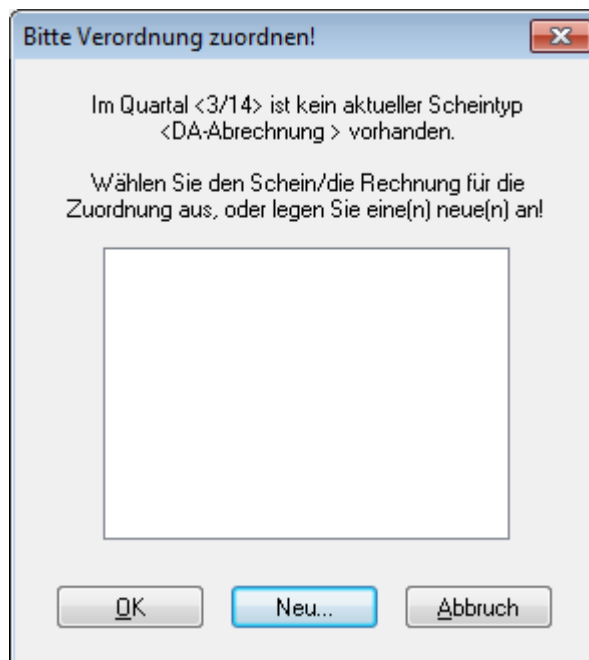 Bitte Verordnung zuordnen!
Im Quartal <3/14> ist kein aktueller Scheintyp
<DA-Abrechnung > vorhanden.
Wählen Sie den Schein/die Rechnung für die
Zuordnung aus, oder legen Sie eine(n) neue(n) an!
OK
Neu...
Abbruch